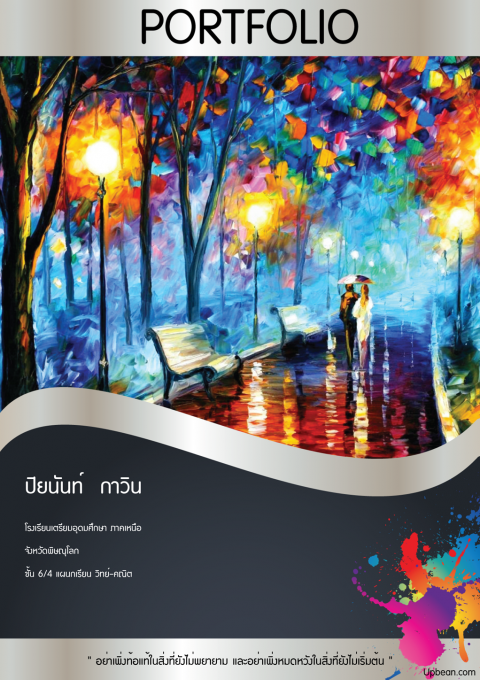 PORTFOLIO
ปิยนันท์ กาวิน
โรงเรียนเตรียมอุดมศึกษา ภาคเหนือ
จังหวัดพิษณุโลก
ชั้น 6/4 แผนกเรียน วิทย์-คณิต
" อย่าเพิ่งท้อแท้ในสิ่งที่ยังไม่พยายาม และอย่าเพิ่งหมดหวังในสิ่งที่ยังไม่เริ่มต้น "
Upbean.com